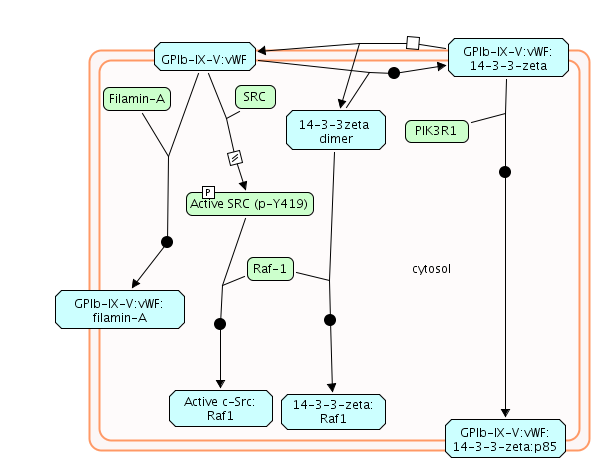 GPIb-IX-V:vWF
GPIb-IX-V:vWF:
14-3-3-zeta
Filamin-A
SRC
14-3-3zeta
dimer
PIK3R1
P
Active SRC (p-Y419)
Raf-1
cytosol
GPIb-IX-V:vWF:
filamin-A
Active c-Src:
Raf1
14-3-3-zeta:
Raf1
GPIb-IX-V:vWF:
14-3-3-zeta:p85